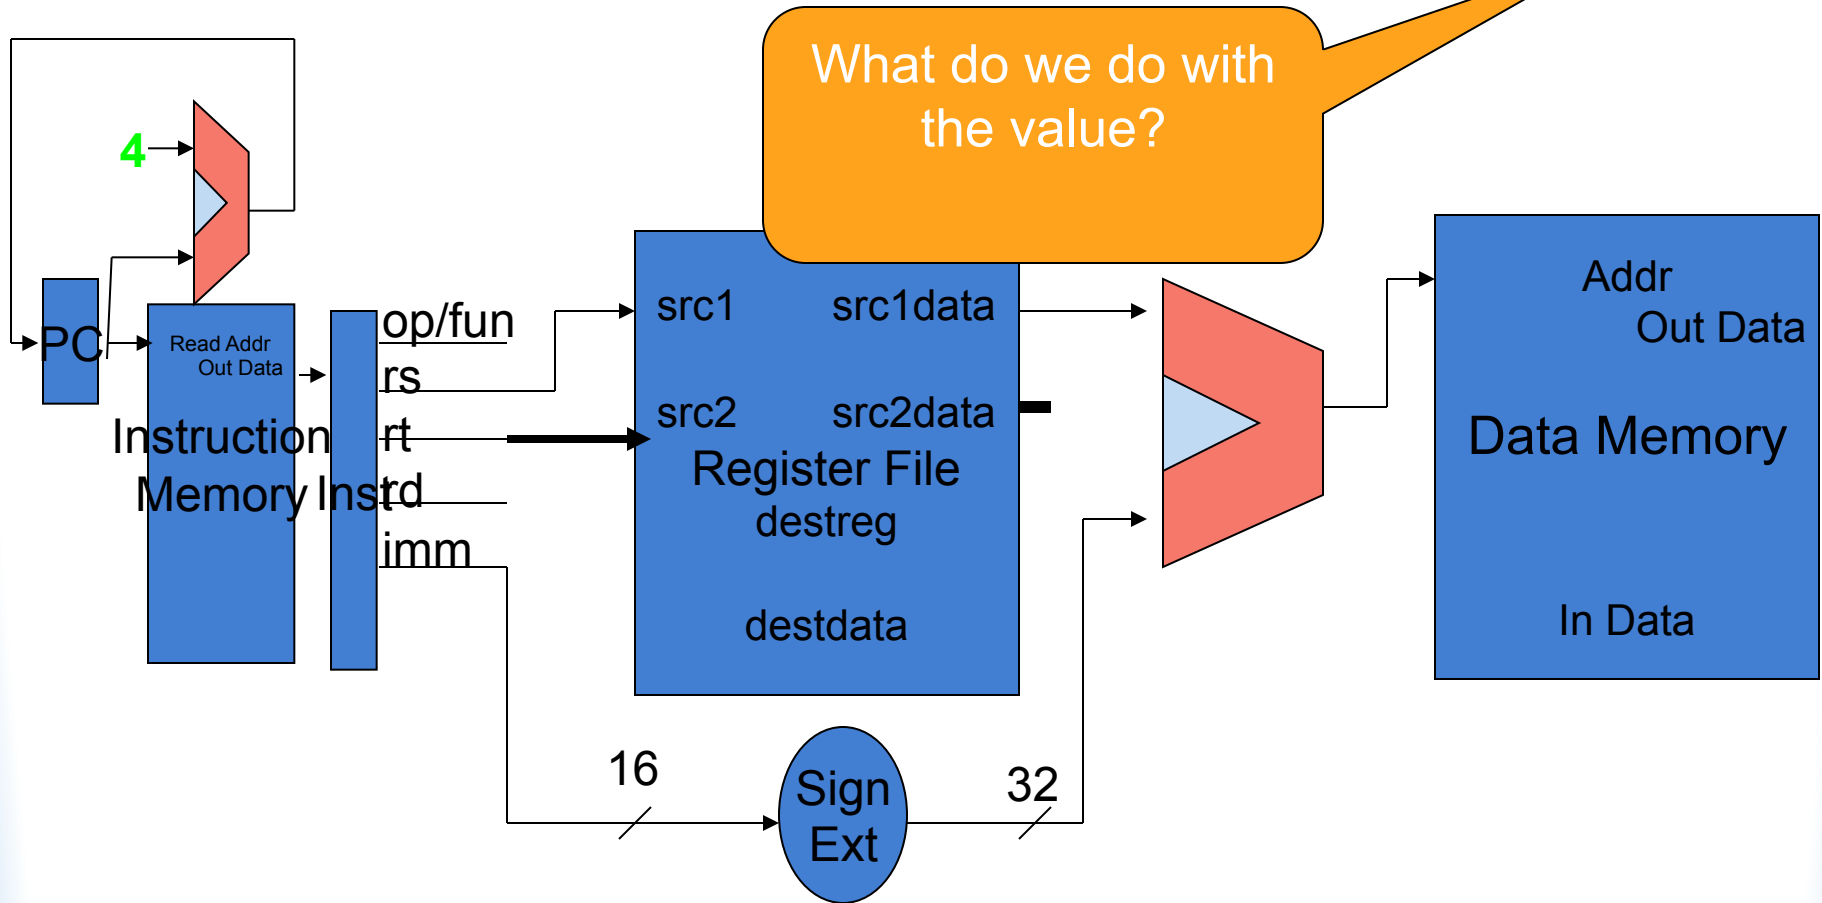 What do we do with
the value?
4
PC
Read Addr
Out Data
Instruction
Memory
Inst
op/fun
rs
rt
rd
imm
src1
src1data
src2
src2data
Register File
destreg
destdata
Addr
Out Data
Data Memory
In Data
16
Sign
Ext
32